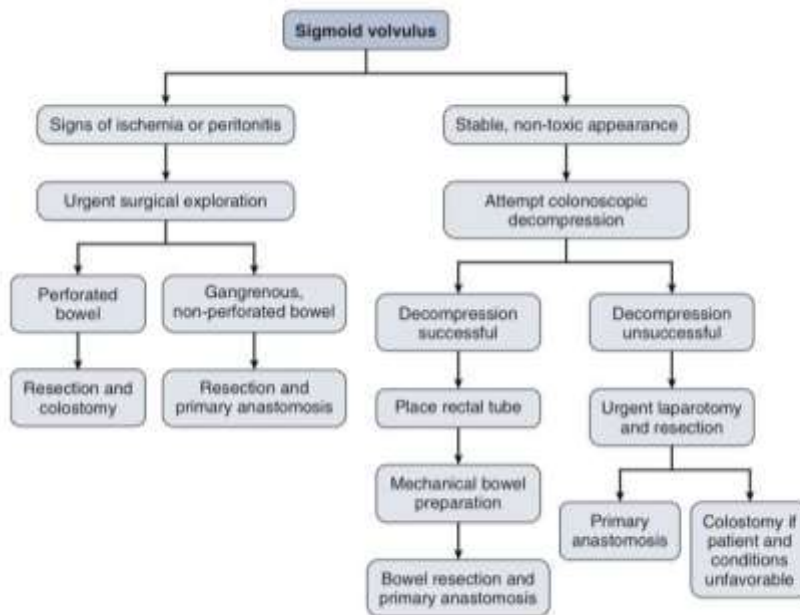 Sigmoid volvulus
Signs of ischemia or peritonitis
Stable, non-toxic appearance
Urgent surgical exploration
Attempt colonoscopic
decompression
Perforated
bowel
Gangrenous,
non-perforated bowel
Decompression
successful
Decompression
unsuccessful
Resection and
colostomy
Resection and
primary anastomosis
Place rectal tube
Urgent laparotomy
and resection
Mechanical bowel
preparation
Primary
anastomosis
Colostomy if
patient and
conditions
unfavorable
Bowel resection and
primary anastomosis